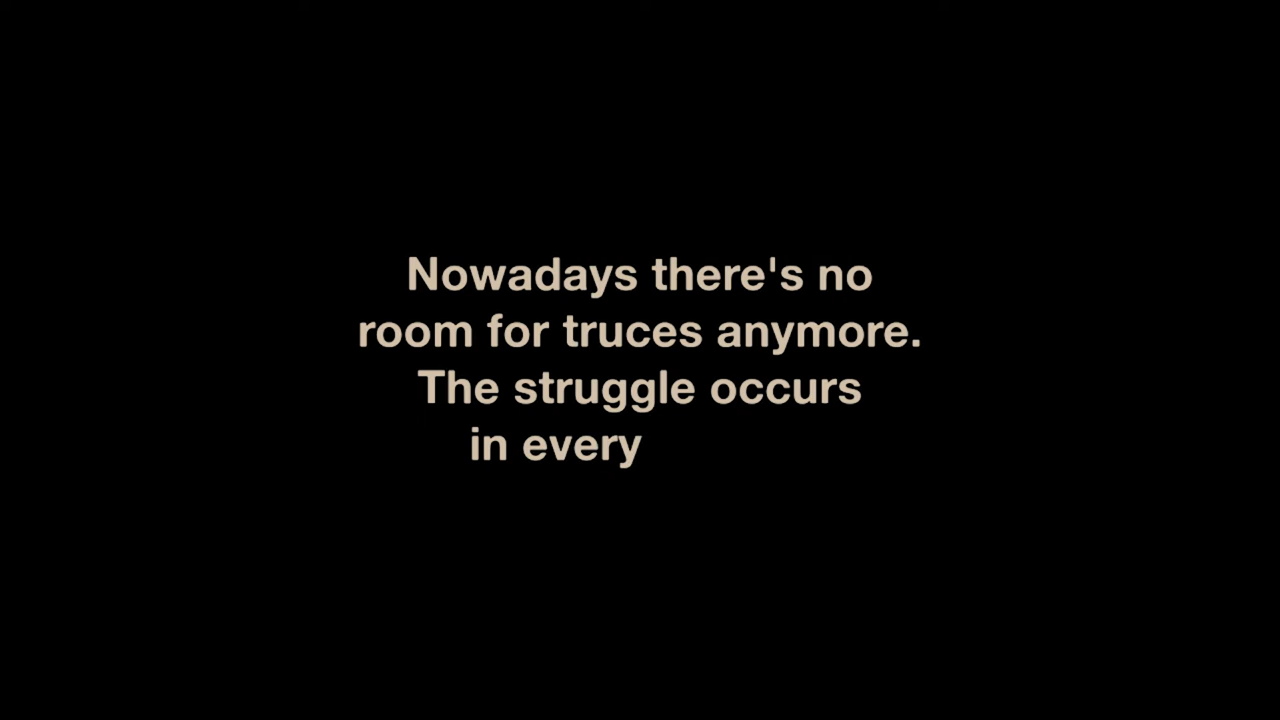 Nowadays there's no
room for truces anymore.
The struggle occurs
in every